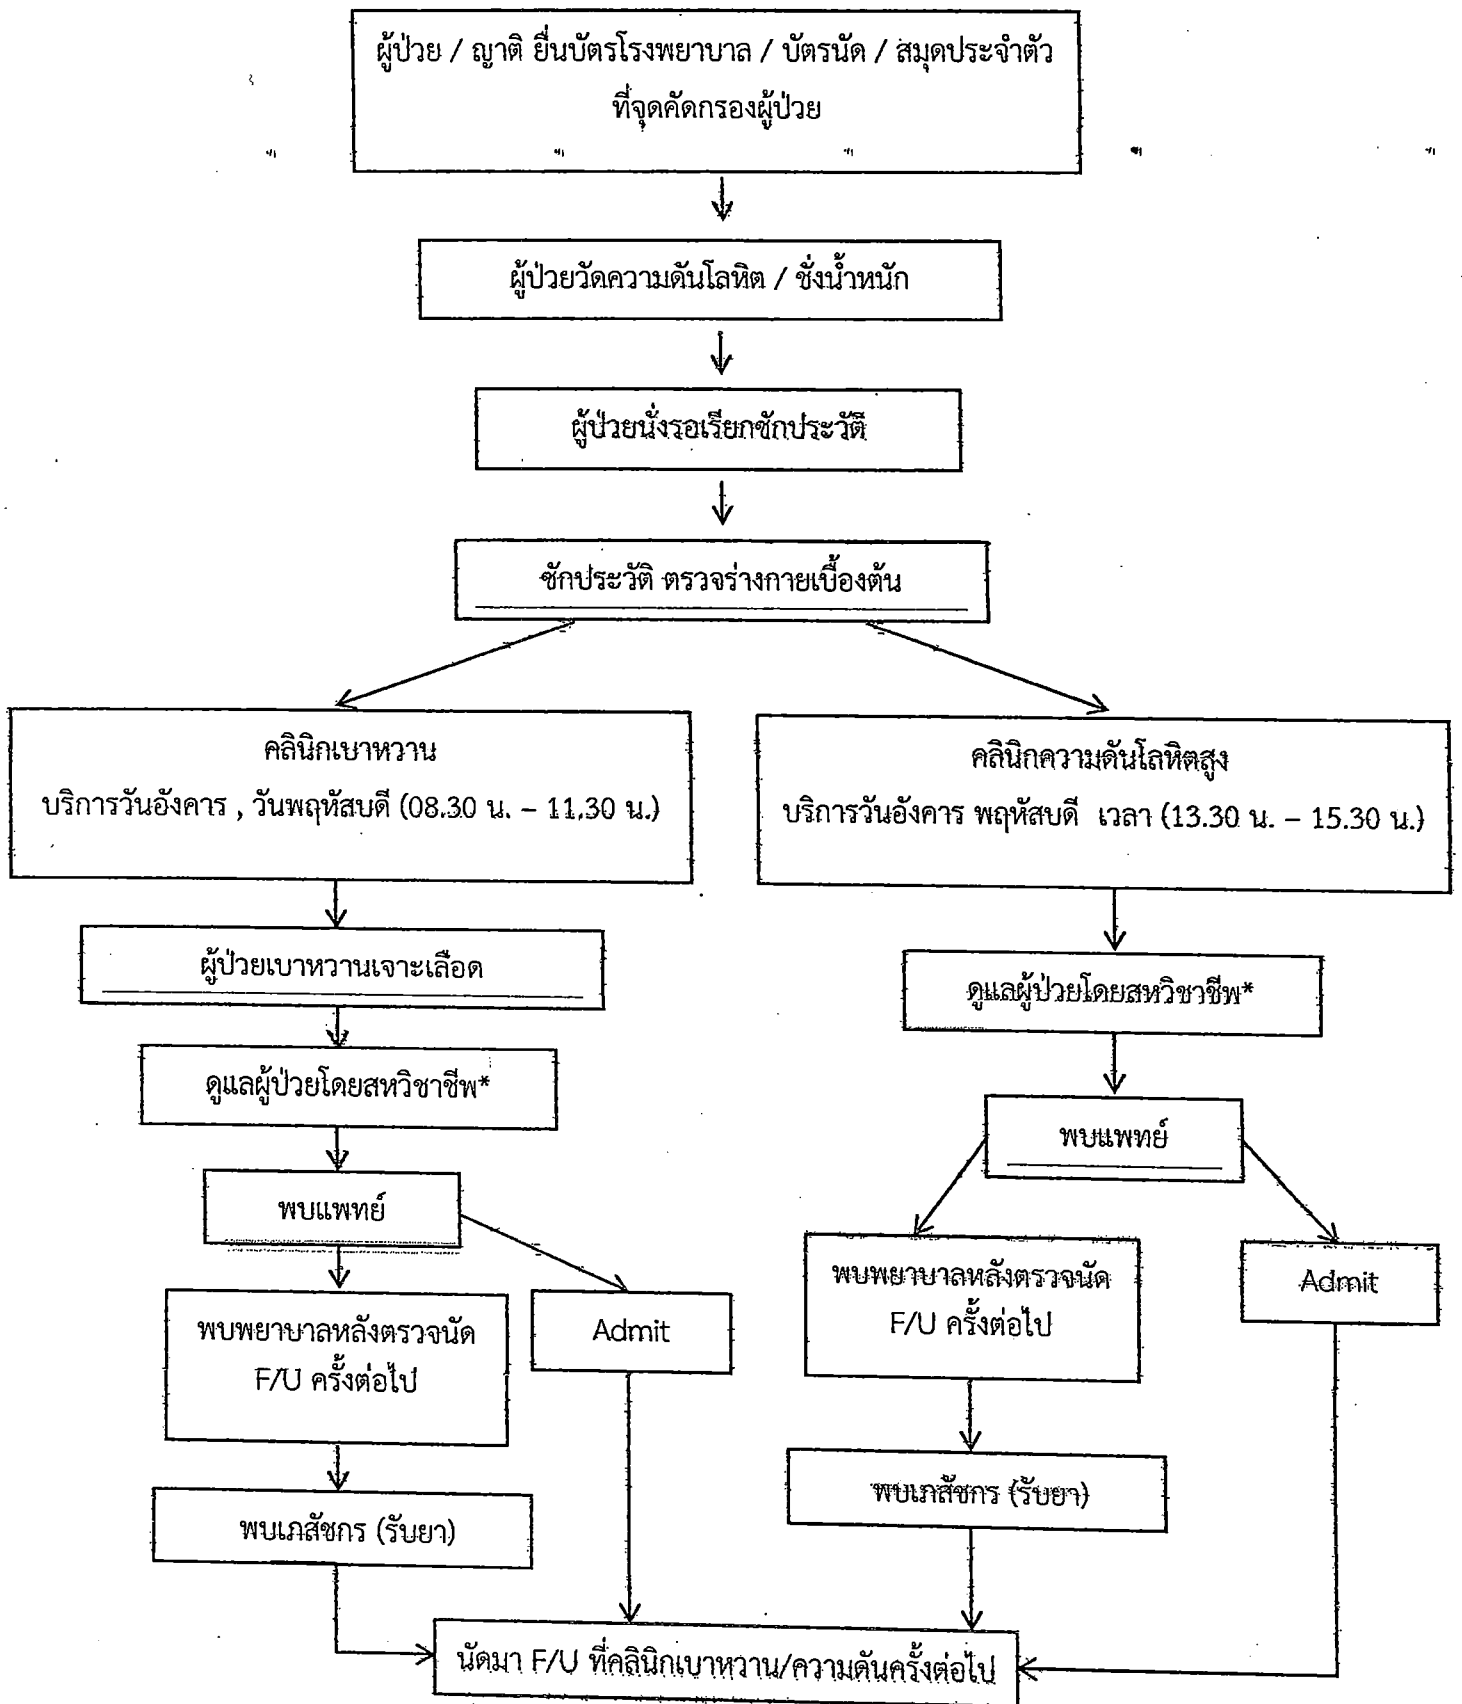 ผู้ป่วย / ญาติ ยื่นบัตรโรงพยาบาล / บัตรนัด / สมุดประจำตัว
ที่จุดคัดกรองผู้ป่วย
ผู้ป่วยวัดความดันโลหิต / ชั่งน้ำหนัก
ผู้ป่วยนั่งรอเรียกซักประวัติ
ซักประวัติ ตรวจร่างกายเบื้องต้น
คลินิกเบาหวาน
บริการวันอังคาร , วันพฤหัสบดี (08.30 น. – 11.30 น.)
คลินิกความดันโลหิตสูง
บริการวันอังคาร พฤหัสบดี เวลา (13.30 น. – 15.30 น.)
ผู้ป่วยเบาหวานเจาะเลือด
ดูแลผู้ป่วยโดยสหวิชาชีพ*
ดูแลผู้ป่วยโดยสหวิชาชีพ*
พบแพทย์
พบแพทย์
พบพยาบาลหลังตรวจนัด
F/U ครั้งต่อไป
Admit
พบพยาบาลหลังตรวจนัด
F/U ครั้งต่อไป
Admit
พบเภสัชกร (รับยา)
พบเภสัชกร (รับยา)
นัดมา F/U ที่คลินิกเบาหวาน/ความดันครั้งต่อไป